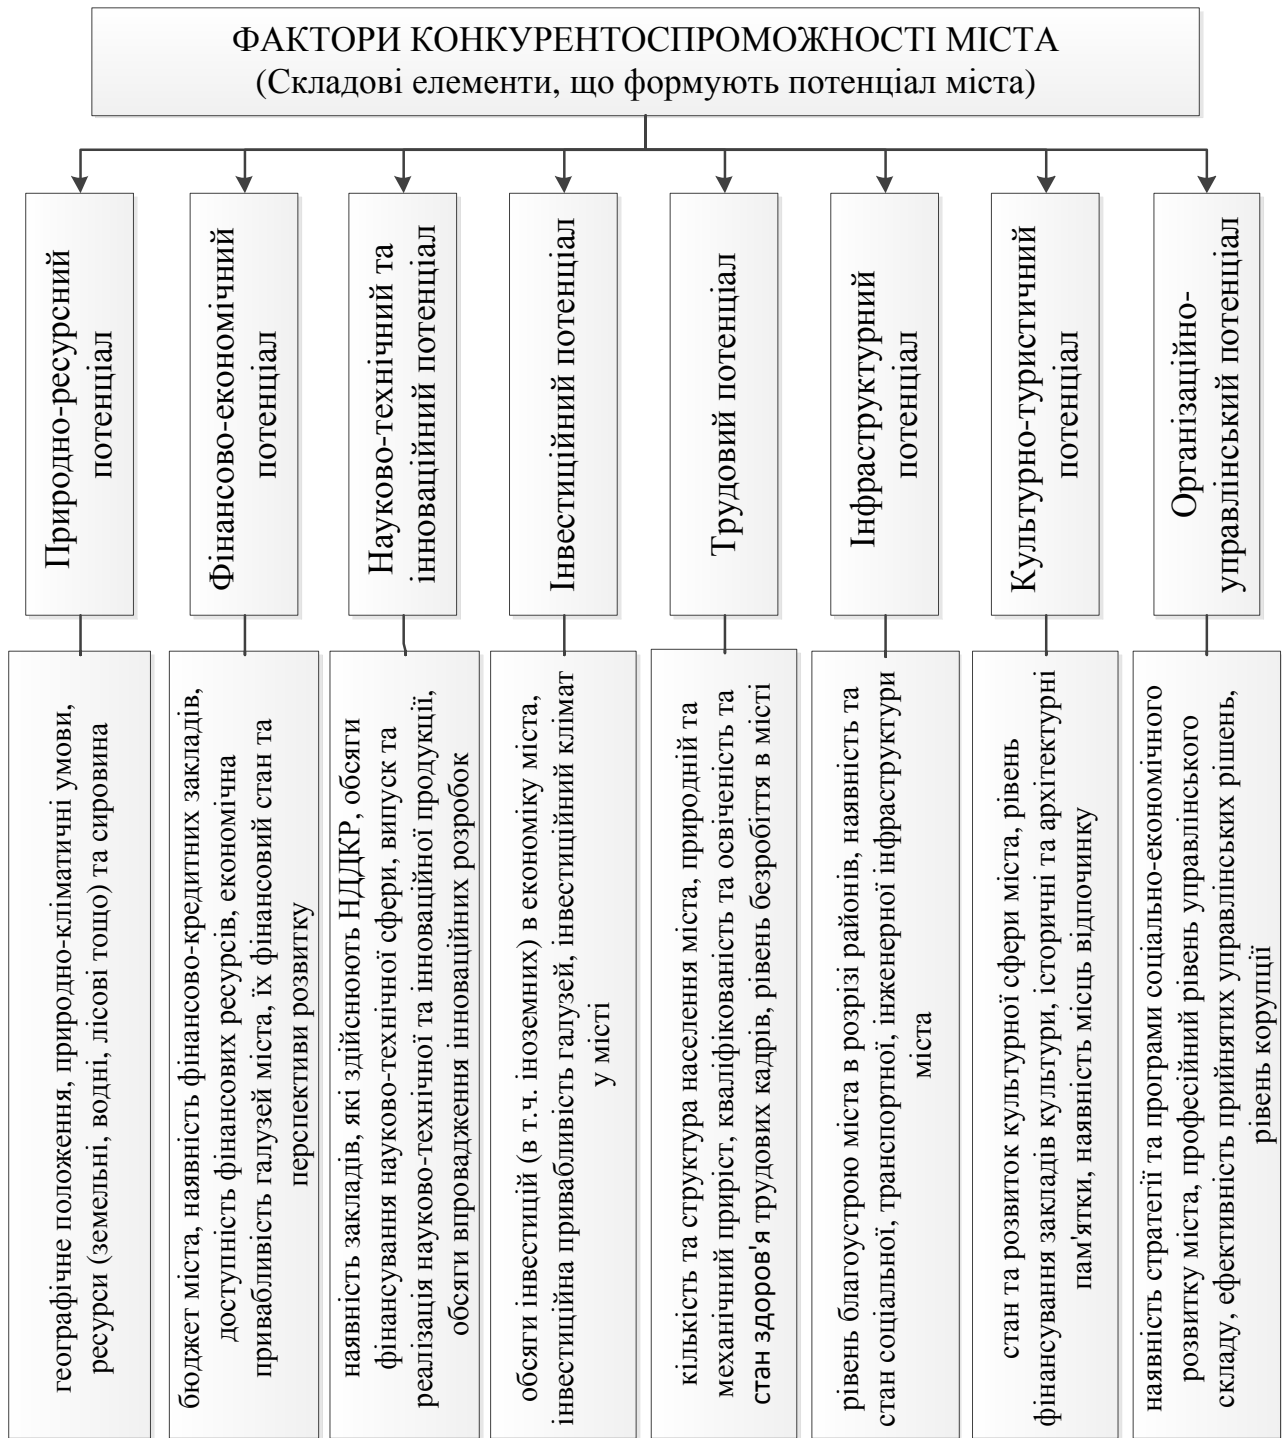 ФАКТОРИ КОНКУРЕНТОСПРОМОЖНОСТІ МІСТА
(Складові елементи, що формують потенціал міста)
Природно-ресурсний
потенціал
Фінансово-економічний
потенціал
Науково-технічний та
інноваційний потенціал
Інвестиційний потенціал
Трудовий потенціал
Інфраструктурний
потенціал
Культурно-туристичний
потенціал
Організаційно-
управлінський потенціал
географічне положення, природно-кліматичні умови,
ресурси (земельні, водні, лісові тощо) та сировина
бюджет міста, наявність фінансово-кредитних закладів,
доступність фінансових ресурсів, економічна
привабливість галузей міста, їх фінансовий стан та
перспективи розвитку
наявність закладів, які здійснюють НДДКР, обсяги
фінансування науково-технічної сфери, випуск та
реалізація науково-технічної та інноваційної продукції,
обсяги впровадження інноваційних розробок
обсяги інвестицій (в т.ч. іноземних) в економіку міста,
інвестиційна привабливість галузей, інвестиційний клімат
у місті
кількість та структура населення міста, природній та
механічний приріст, кваліфікованість та освіченість та
стан здоров'я трудових кадрів, рівень безробіття в місті
рівень благоустрою міста в розрізі районів, наявність та
стан соціальної, транспортної, інженерної інфраструктури
міста
стан та розвиток культурної сфери міста, рівень
фінансування закладів культури, історичні та архітектурні
пам'ятки, наявність місць відпочинку
наявність стратегії та програми соціально-економічного
розвитку міста, професійний рівень управлінського
складу, ефективність прийнятих управлінських рішень,
рівень корупції